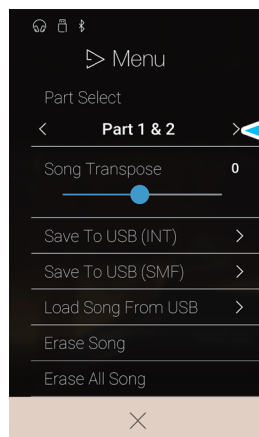 Menu
Part Select
Part 1 & 2
Song Transpose 0
Save To USB (INT)
Save To USB (SMF)
Load Song From USB
Erase Song
Erase All Song